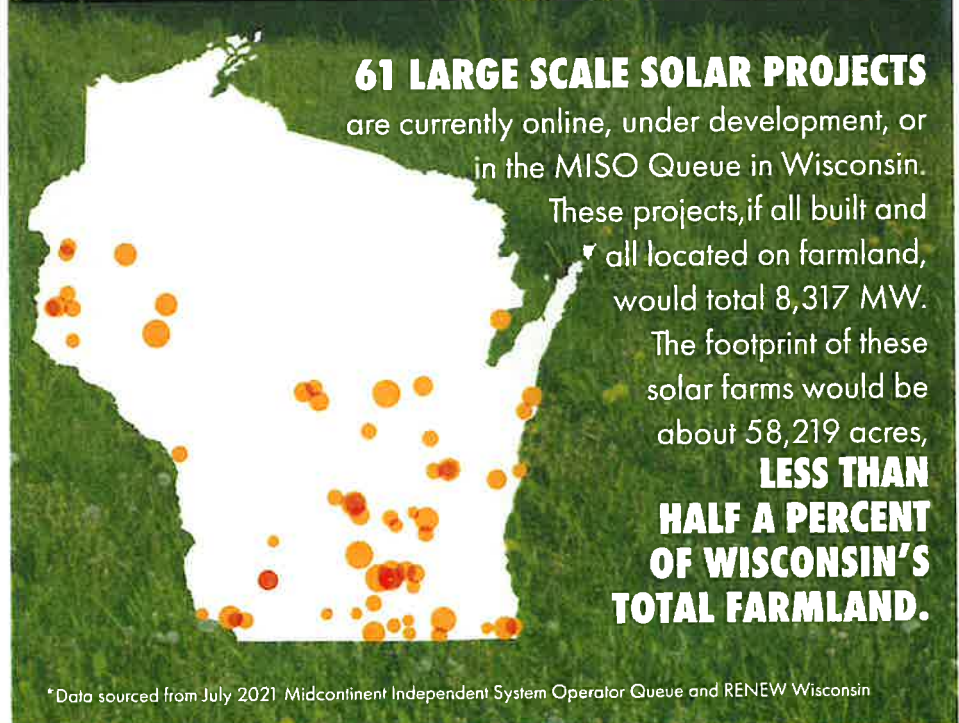 61 LARGE SCALE SOLAR PROJECTS
are currently online, under development, or
in the MISO Queue in Wisconsin.
These projects,if all built and
all located on farmland,
would total 8,317 MW.
The footprint of these
solar farms would be
about 58,219 acres,
LESS THAN
HALF A PERCENT
OF WISCONSIN'S
TOTAL FARMLAND.
*Data sourced from July 2021 Midcontinent Independent System Operator Queue and RENEW Wisconsin